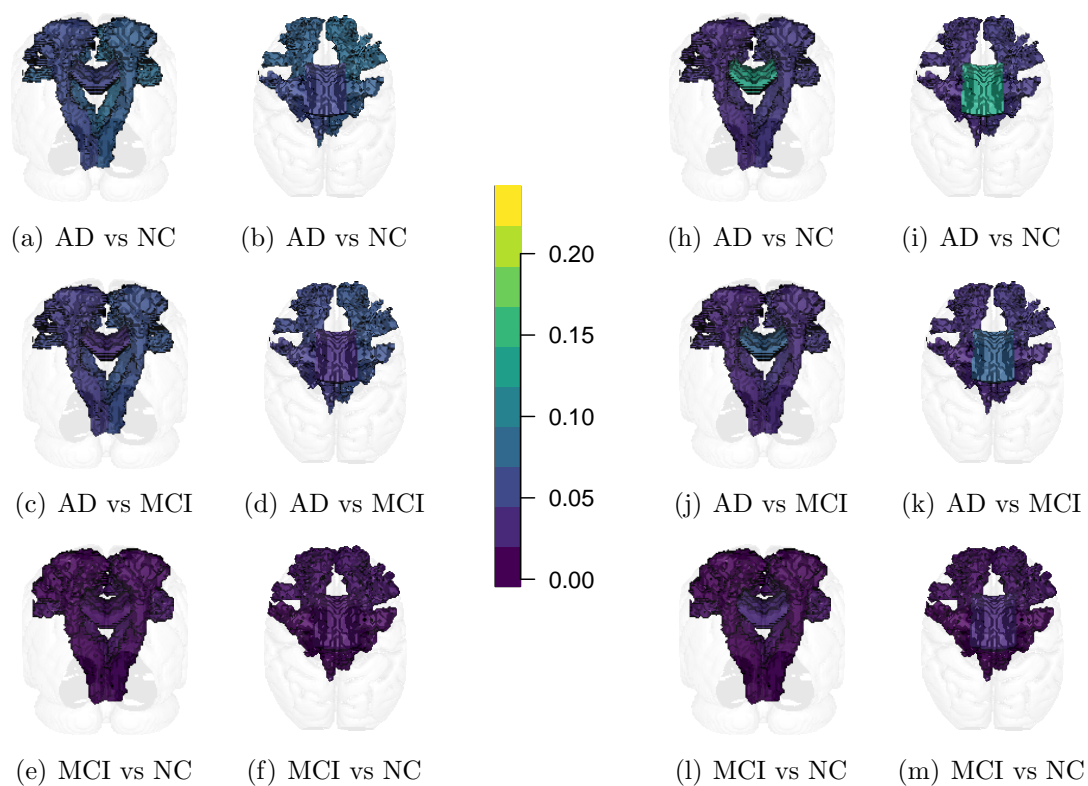 (a) AD vs NC
(b) AD vs NC
(h) AD vs NC
(i) AD vs NC
0.20
0.15
0.10
0.05
0.00
(c) AD vs MCI
(d) AD vs MCI
(j) AD vs MCI
(k) AD vs MCI
(e) MCI vs NC
(f) MCI vs NC
(l) MCI vs NC
(m) MCI vs NC